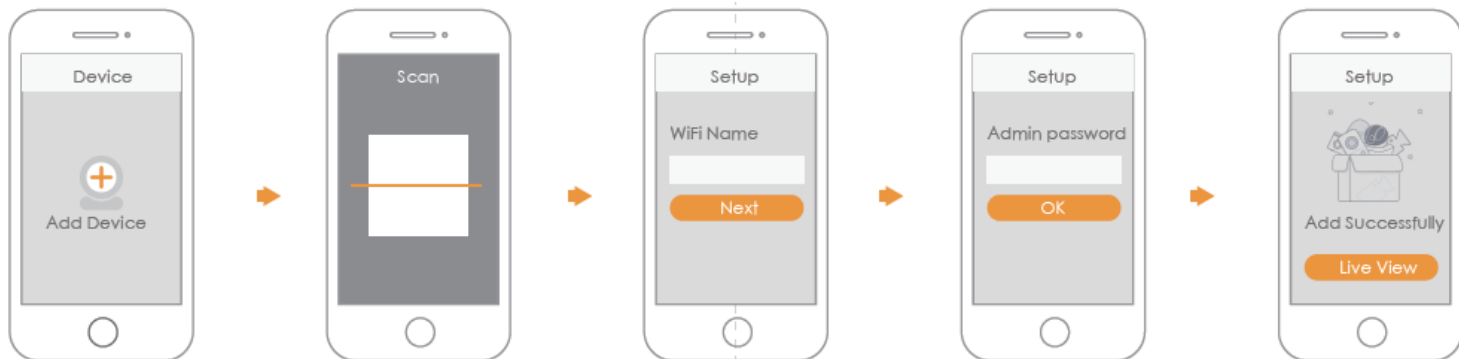 Device
Add Device
Scan
Setup
WiFi Name
Next
Setup
Admin password
OK
Setup
Add Successfully
Live View